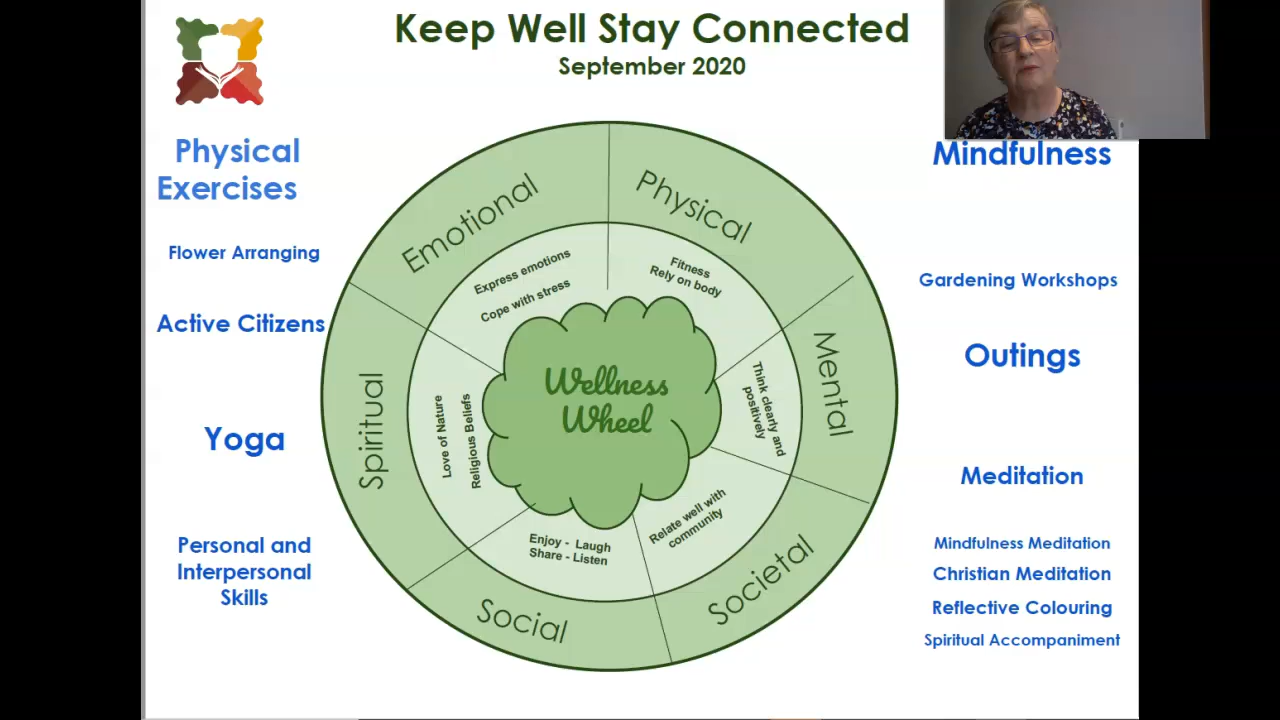 Keep Well Stay Connected
September 2020
Physical
Exercises
Flower Arranging
Active Citizens
Yoga
Personal and
Interpersonal
Skills
Emotional
Physical
Mental
Societal
Social
Spiritual
Express emotions
Cope with stress
Fitness
Rely on body
Think clearly and
positively
Relate well with
community
Enjoy - Laugh
Share - Listen
Love of Nature
Religious Beliefs
Wellness
Wheel
Mindfulness
Gardening Workshops
Outings
Meditation
Mindfulness Meditation
Christian Meditation
Reflective Colouring
Spiritual Accompaniment